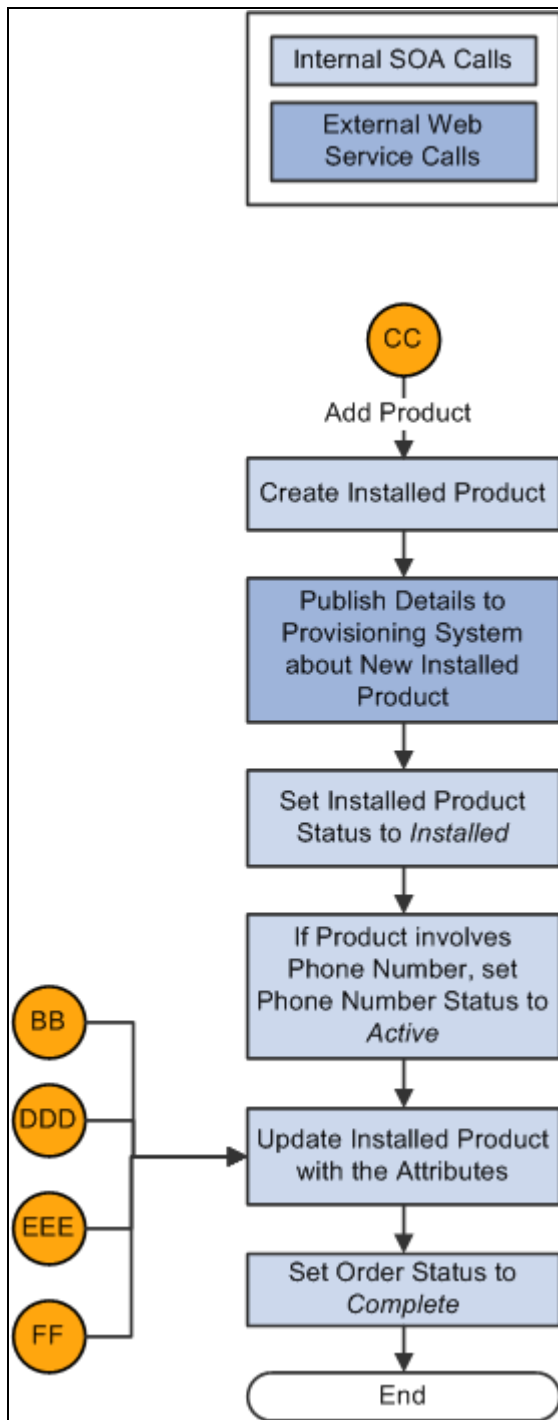 Internal SOA Calls
External Web
Service Calls
CC
Add Product
Create Installed Product
Publish Details to
Provisioning System
about New Installed
Product
Set Installed Product
Status to Installed
If Product involves
Phone Number, set
Phone Number Status to
Active
BB
DDD
EEE
FF
Update Installed Product
with the Attributes
Set Order Status to
Complete
End